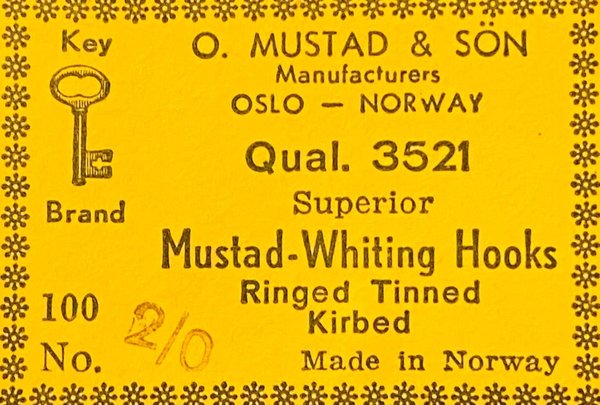 Key
Brand
O. MUSTAD & SÖN
Manufacturers
OSLO — NORWAY
Qual. 3521
Superior
Mustad-Whiting Hooks
Ringed Tinned
Kirbed
100
No. 2/0
Made in Norway